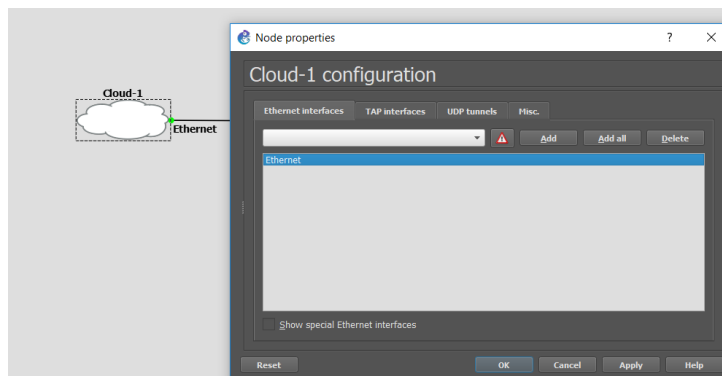 Node properties
?
Cloud-1 configuration
Cloud-1
Ethernet
Ethernet interfaces TAP interfaces UDP tunnels Misc.
Add Add all Delete
Ethernet
Show special Ethernet interfaces
Reset OK Cancel Apply Help